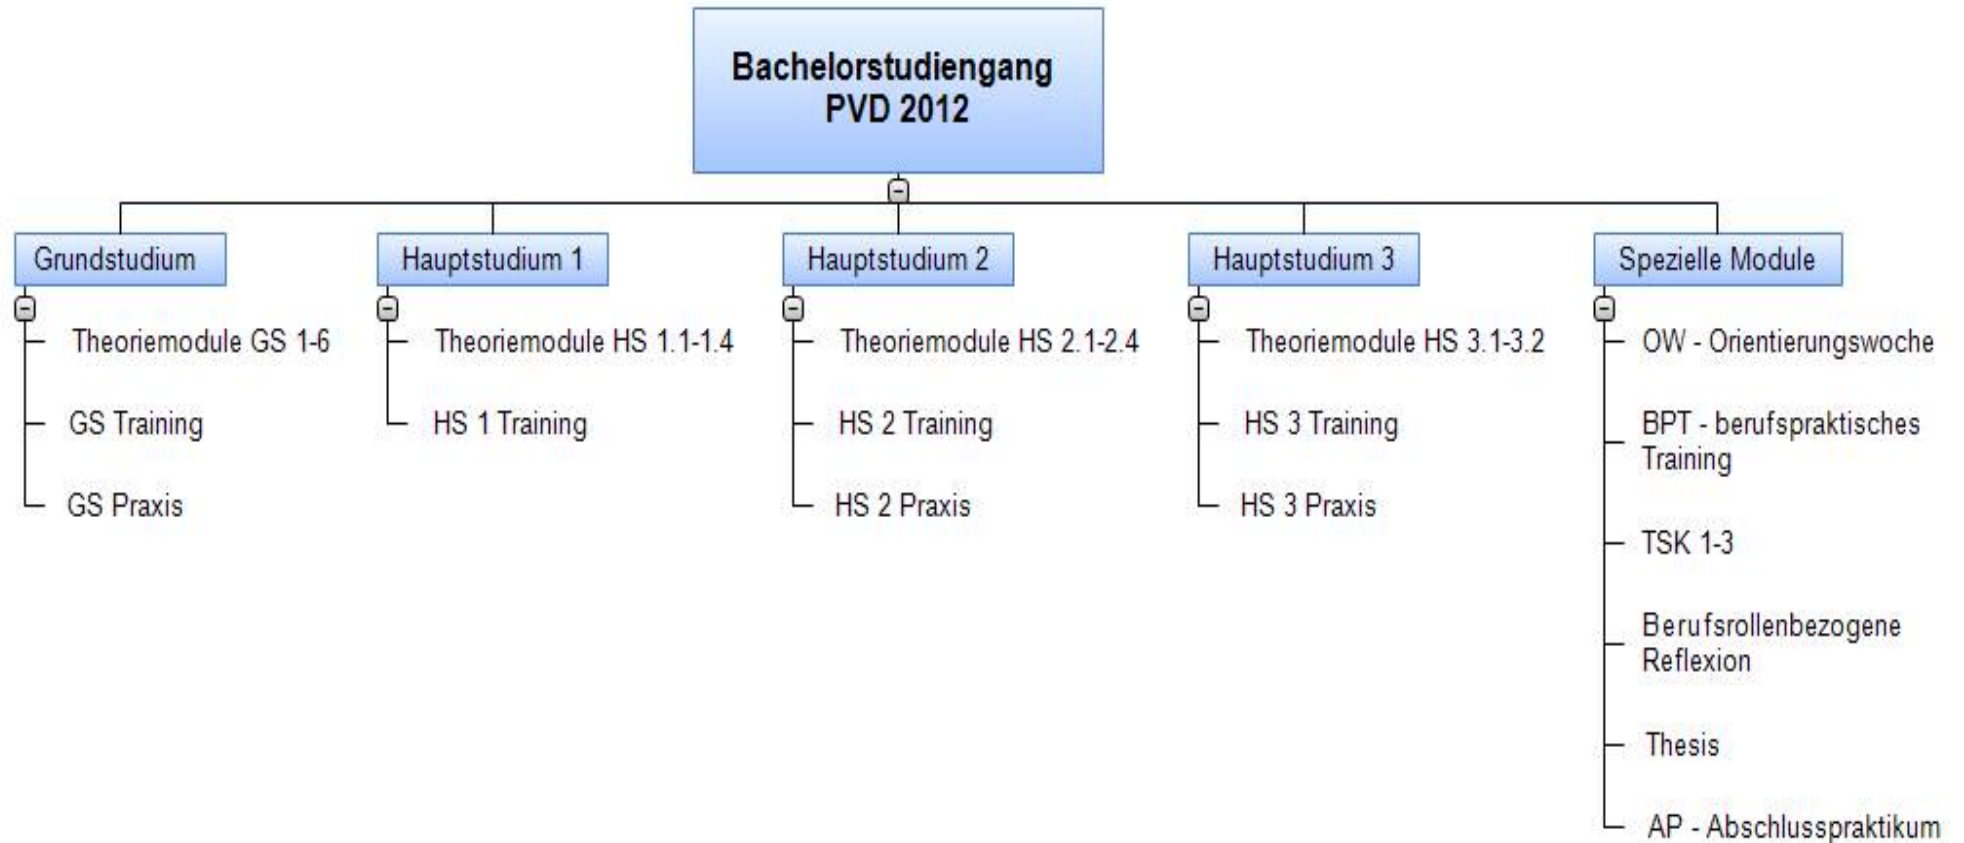 Bachelorstudiengang
PVD 2012
Grundstudium
Theoriemodule GS 1-6
GS Training
GS Praxis
Hauptstudium 1
Theoriemodule HS 1.1-1.4
HS 1 Training
Hauptstudium 2
Theoriemodule HS 2.1-2.4
HS 2 Training
HS 2 Praxis
Hauptstudium 3
Theoriemodule HS 3.1-3.2
HS 3 Training
HS 3 Praxis
Spezielle Module
OW - Orientierungswoche
BPT - berufspraktisches
Training
TSK 1-3
Berufsrollenbezogene
Reflexion
Thesis
AP - Abschlusspraktikum